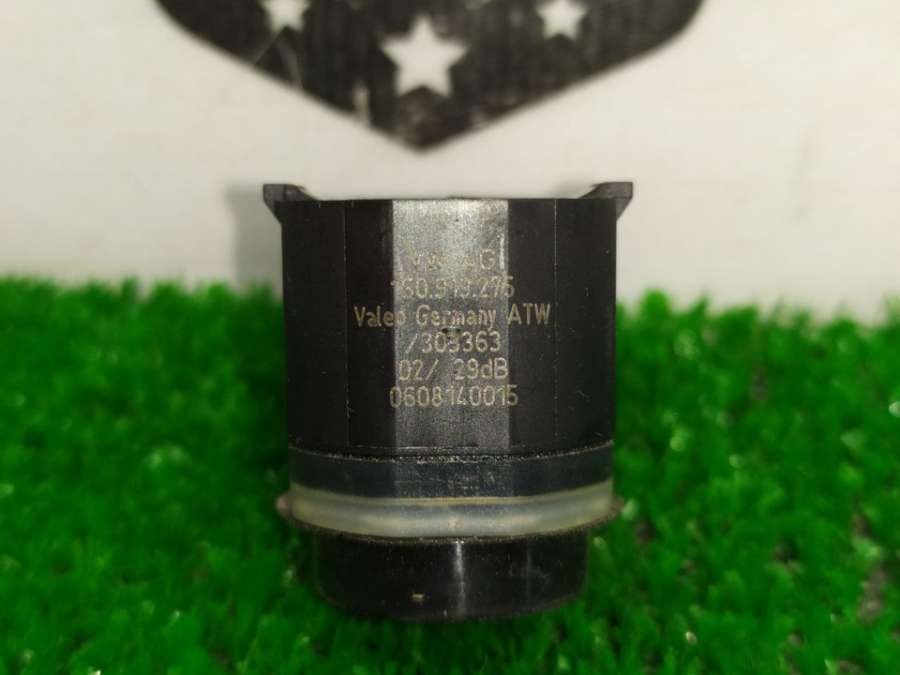 VW AG
1S0.919.275
Valeo Germany ATW
/303363
02/ 29dB
0608140015